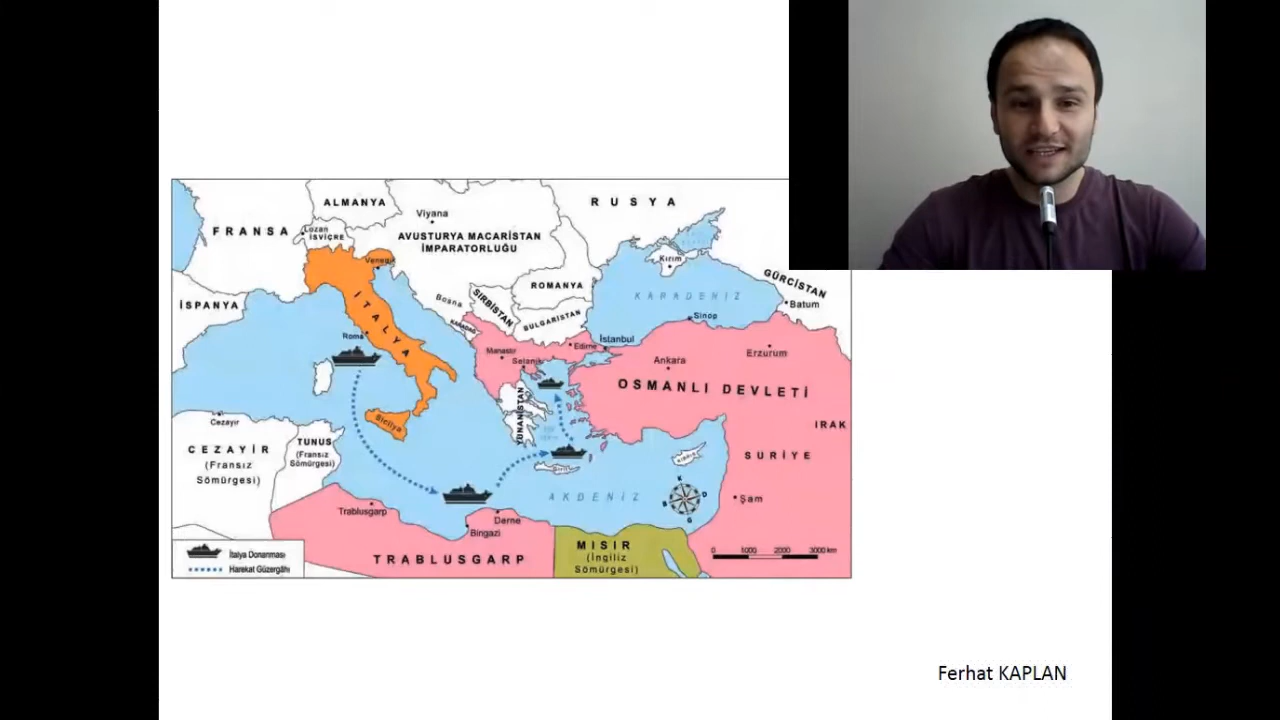 ALMANYA
RUSYA
Viyana
FRANSA
Lozan
İSVİÇRE
AVUSTURYA MACARİSTAN
İMPARATORLUĞU
Venedik
Kırım
GÜRCİSTAN
ROMANYA
KARADENİZ
İSPANYA
Bosna
SIRBİSTAN
Batum
İTALYA
BULGARİSTAN
Sinop
KARADAĞ
Roma
Edirne
İstanbul
Manastır
Selanik
Ankara
Erzurum
OSMANLI DEVLETİ
YUNANİSTAN
Cezayir
Sicilya
IRAK
CEZAYİR
(Fransız
Sömürgesi)
TUNUS
(Fransız
Sömürgesi)
KIBRIS
SURİYE
Girit
K
B
D
G
AKDENİZ
Şam
Trablusgarp
Derne
Bingazi
TRABLUSGARP
MISIR
(İngiliz
Sömürgesi)
0 1000 2000 3000 km
İtalya Donanması
Harekat Güzergâhı
Ferhat KAPLAN